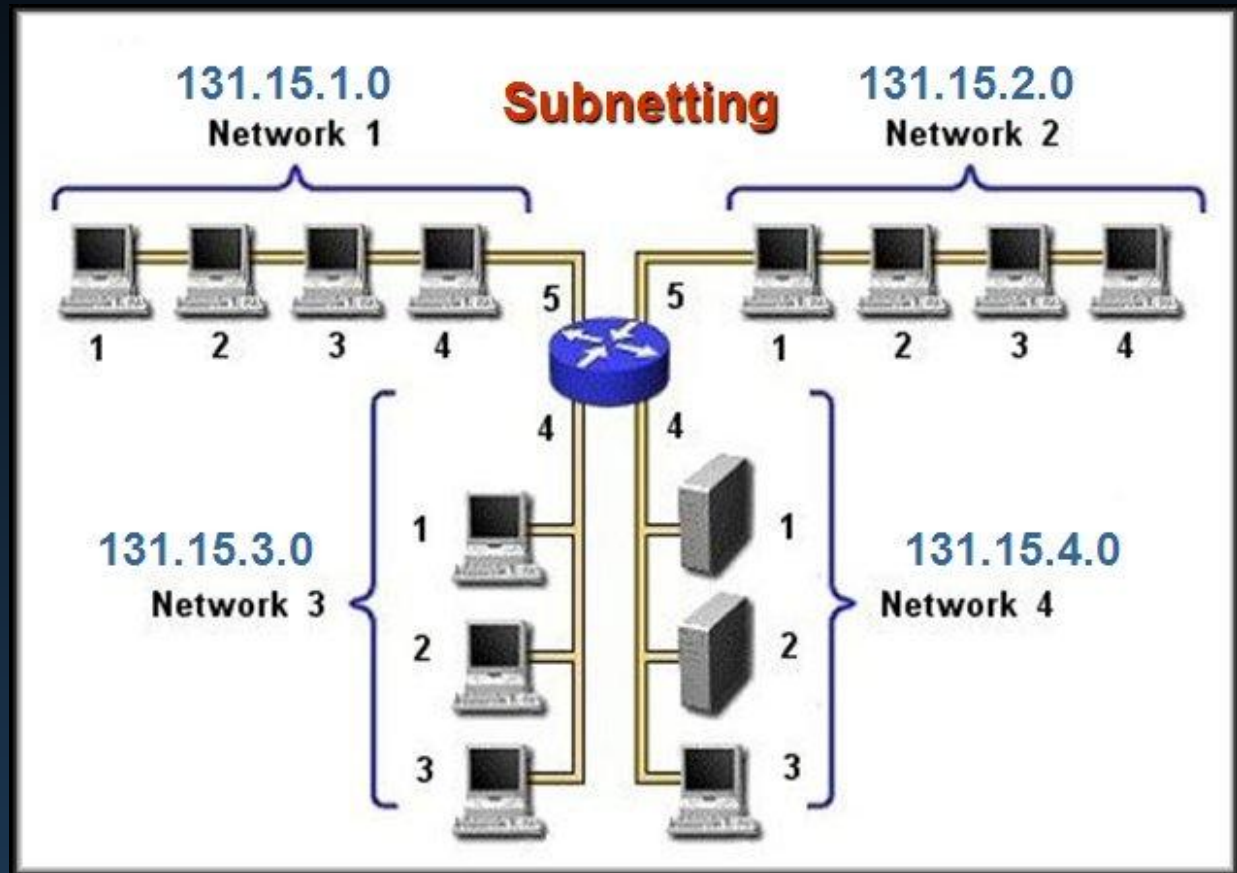 131.15.1.0
Network 1
Subnetting
131.15.2.0
Network 2
1 2 3 4 5
5 1 2 3 4
4 4
131.15.3.0
Network 3
1
2
3
131.15.4.0
Network 4
1
2
3